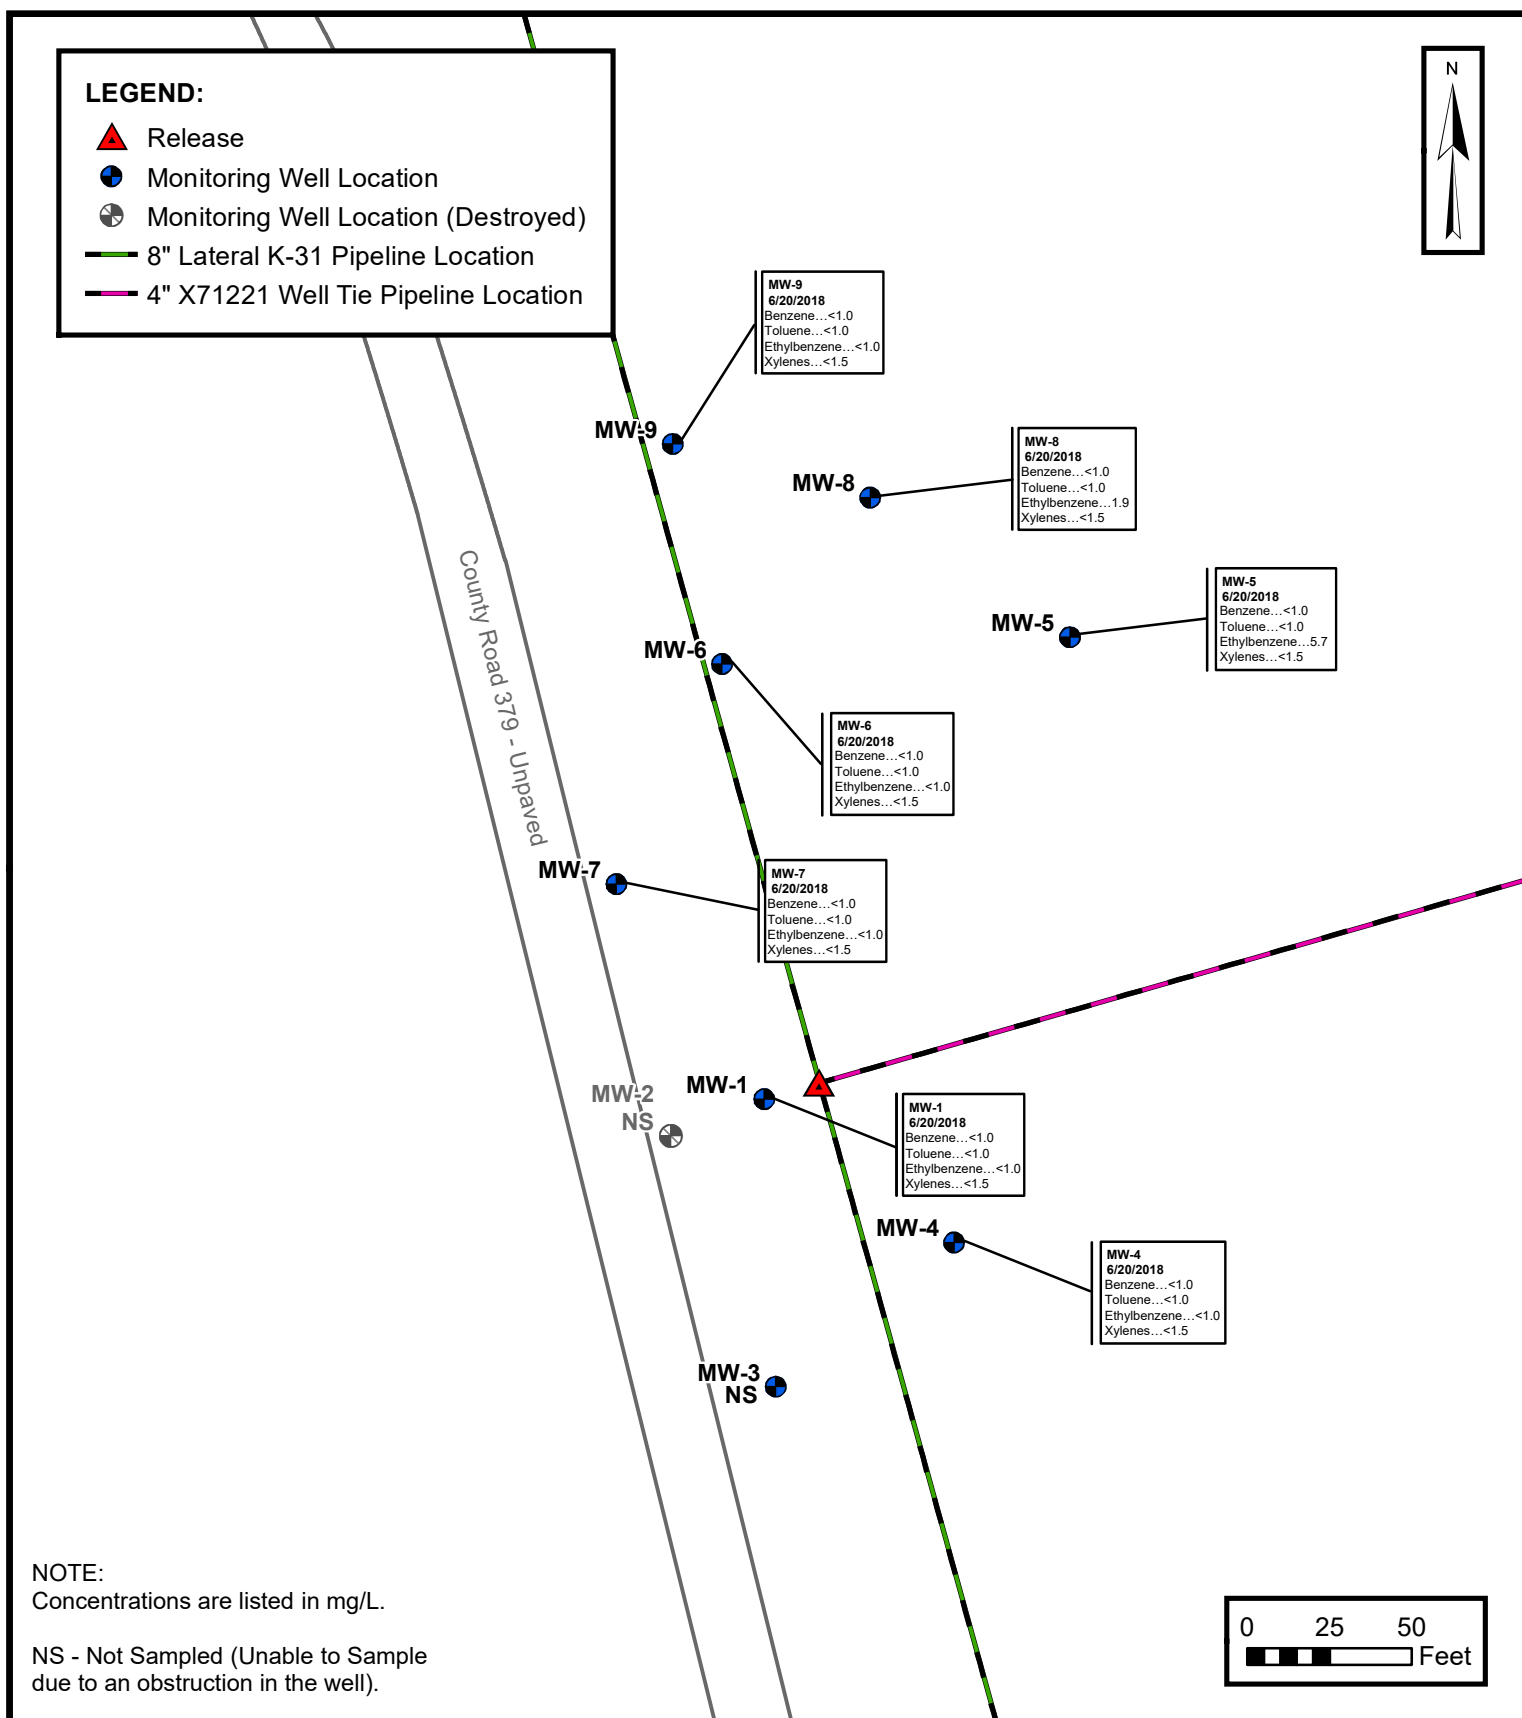 LEGEND:
Release
Monitoring Well Location
Monitoring Well Location (Destroyed)
8" Lateral K-31 Pipeline Location
4" X71221 Well Tie Pipeline Location
N
MW-9
6/20/2018
Benzene...<1.0
Toluene...<1.0
Ethylbenzene...<1.0
Xylenes...<1.5
MW-9
MW-8
6/20/2018
Benzene...<1.0
Toluene...<1.0
Ethylbenzene...1.9
Xylenes...<1.5
MW-8
County Road 379 - Unpaved
MW-5
6/20/2018
Benzene...<1.0
Toluene...<1.0
Ethylbenzene...5.7
Xylenes...<1.5
MW-5
MW-6
MW-6
6/20/2018
Benzene...<1.0
Toluene...<1.0
Ethylbenzene...<1.0
Xylenes...<1.5
MW-7
MW-7
6/20/2018
Benzene...<1.0
Toluene...<1.0
Ethylbenzene...<1.0
Xylenes...<1.5
MW-2
NS
MW-1
MW-1
6/20/2018
Benzene...<1.0
Toluene...<1.0
Ethylbenzene...<1.0
Xylenes...<1.5
MW-4
MW-4
6/20/2018
Benzene...<1.0
Toluene...<1.0
Ethylbenzene...<1.0
Xylenes...<1.5
MW-3
NS
NOTE:
Concentrations are listed in mg/L.
NS - Not Sampled (Unable to Sample
due to an obstruction in the well).
0 25 50
Feet